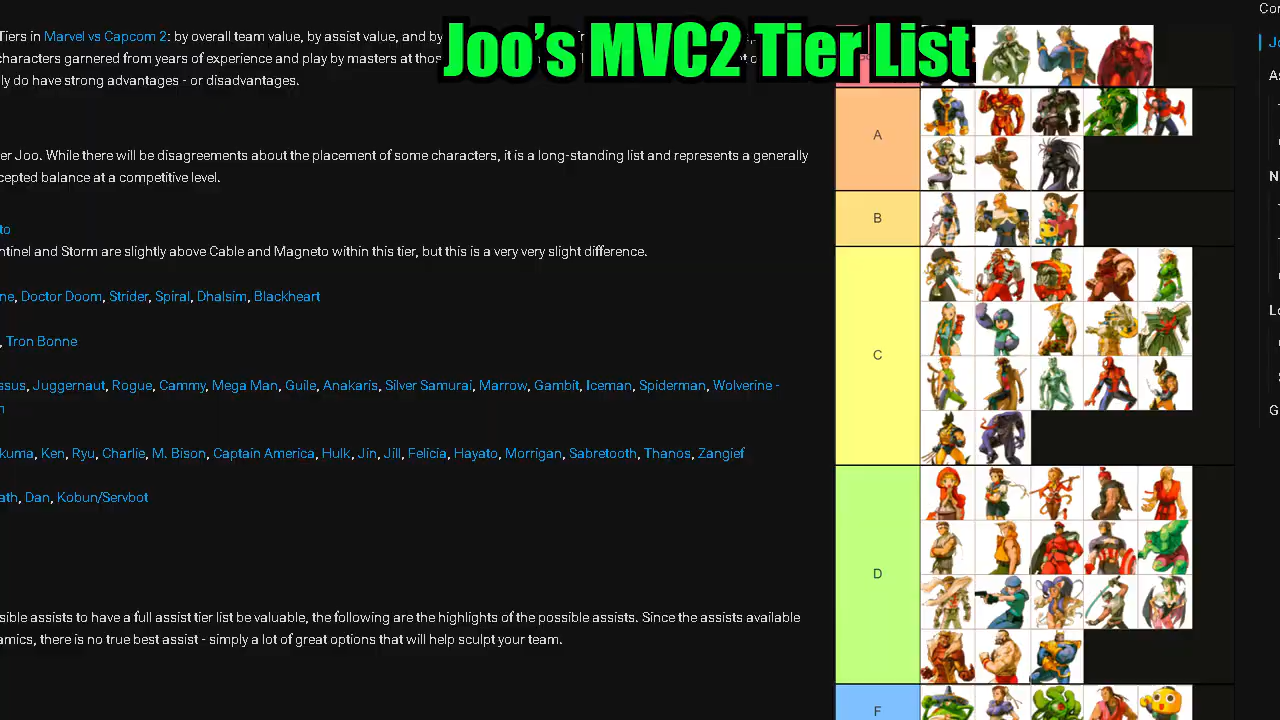 Con
Joo's MVC2 Tier List
Tiers in Marvel vs Capcom 2: by overall team value, by assist value, and by
characters garnered from years of experience and play by masters at thos
ly do have strong advantages - or disadvantages.
er Joo. While there will be disagreements about the placement of some characters, it is a long-standing list and represents a generally
cepted balance at a competitive level.
to
ntinel and Storm are slightly above Cable and Magneto within this tier, but this is a very very slight difference.
ne, Doctor Doom, Strider, Spiral, Dhalsim, Blackheart
, Tron Bonne
ssus, Juggernaut, Rogue, Cammy, Mega Man, Guile, Anakaris, Silver Samurai, Marrow, Gambit, Iceman, Spiderman, Wolverine -
n
kuma, Ken, Ryu, Charlie, M. Bison, Captain America, Hulk, Jin, Jill, Felicia, Hayato, Morrigan, Sabretooth, Thanos, Zangief
ath, Dan, Kobun/Servbot
sible assists to have a full assist tier list be valuable, the following are the highlights of the possible assists. Since the assists available
amics, there is no true best assist - simply a lot of great options that will help sculpt your team.
A
B
C
D
F
Jo
As
N
Lo
G